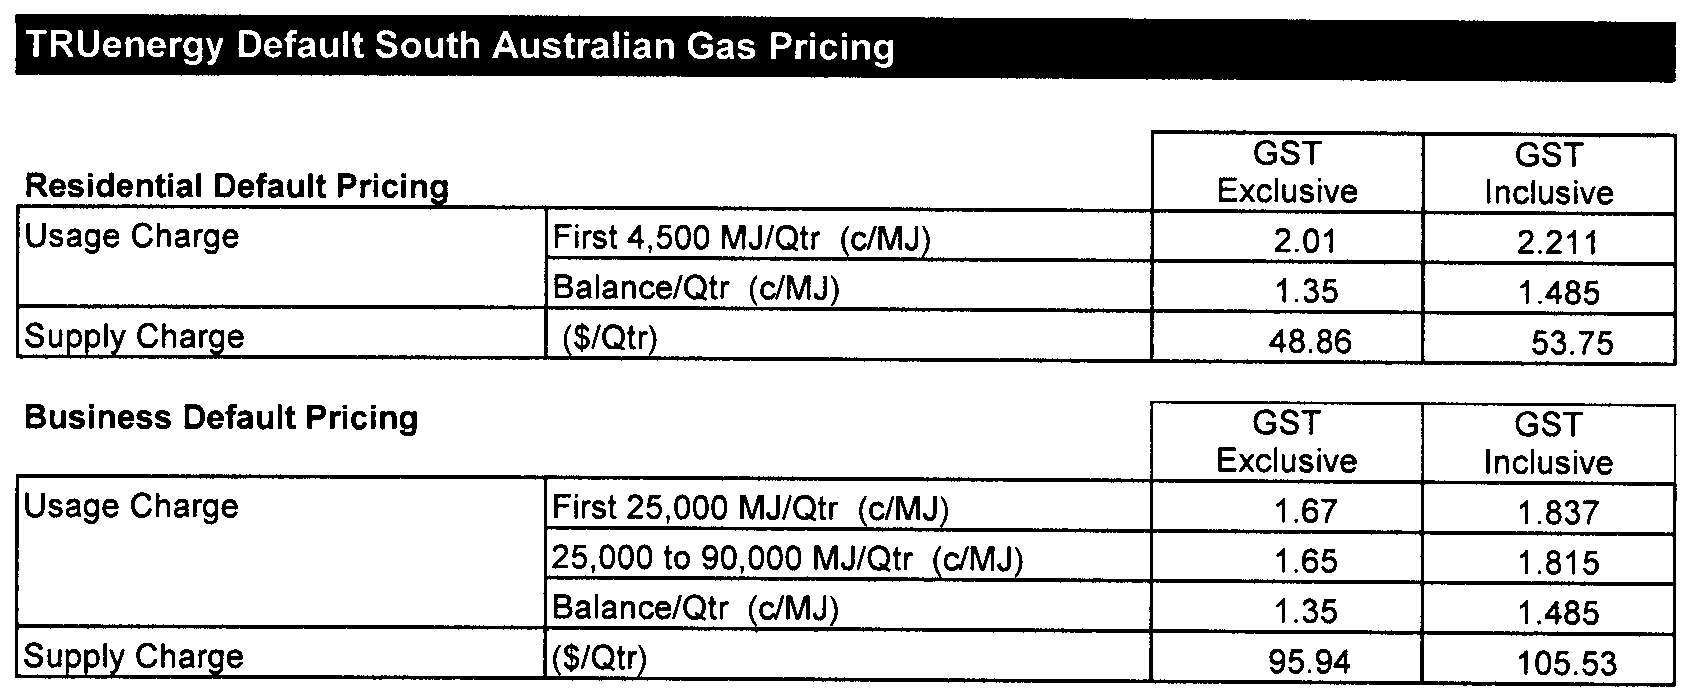 TRUenergy Default South Australian Gas Pricing
GST GST
Residential Default Pricing Exclusive Inclusive
Usage Charge First 4,500 MJ/Qtr (c/MJ) 2.01 2.211
Balance/Qtr (c/MJ) 1.35 1.485
Supply Charge ($/Qtr) 48.86 53.75
Business Default Pricing GST GST
Exclusive Inclusive
Usage Charge First 25,000 MJ/Qtr (c/MJ) 1.67 1.837
25,000 to 90,000 MJ/Qtr (c/MJ) 1.65 1.815
Balance/Qtr (c/MJ) 1.35 1.485
Supply Charge ($/Qtr) 95.94 105.53